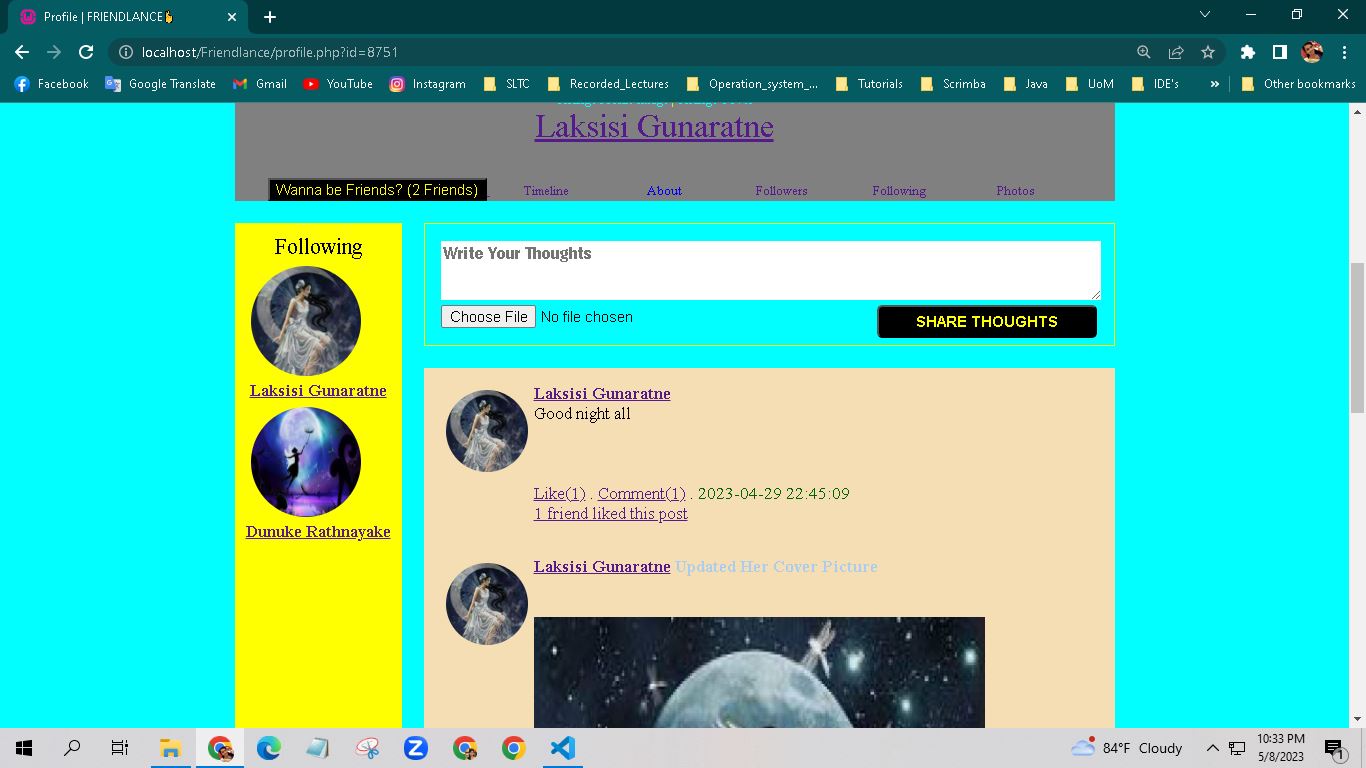 Profile | FRIENDLANCE
localhost/Friendlance/profile.php?id=8751
Facebook Google Translate Gmail YouTube Instagram SLTC Recorded_Lectures Operation_system_... Tutorials Scrimba Java UoM IDE's » Other bookmarks
Laksisi Gunaratne
Wanna be Friends? (2 Friends) Timeline About Followers Following Photos
Following
Laksisi Gunaratne
Dunuke Rathnayake
Write Your Thoughts
Choose File No file chosen
SHARE THOUGHTS
Laksisi Gunaratne
Good night all
Like(1) . Comment(1) . 2023-04-29 22:45:09
1 friend liked this post
Laksisi Gunaratne Updated Her Cover Picture
84°F Cloudy
10:33 PM
5/8/2023
1